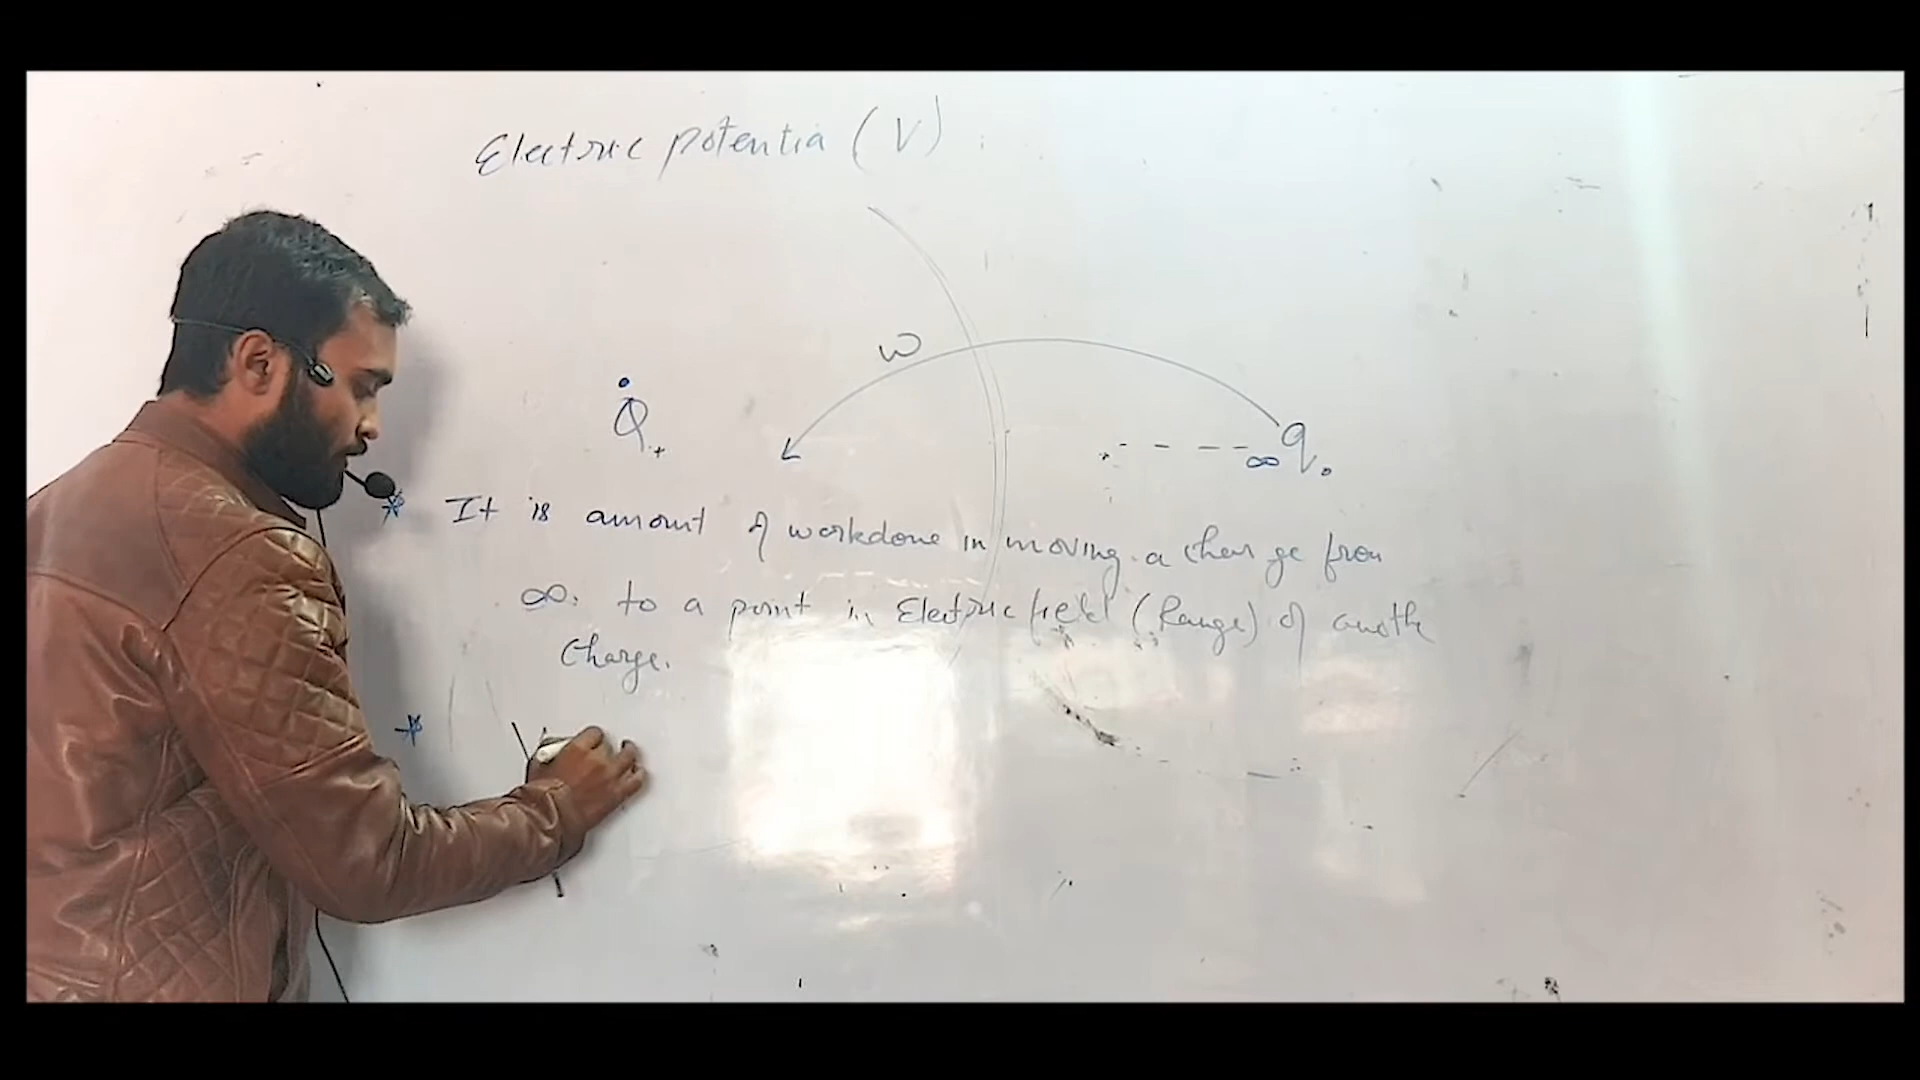 Electric potentia (V)
W
Q+
∞ q.
* It is amount of workdone in moving a charge from
∞. to a point in Electric field (Range) of anoth
Charge.
*